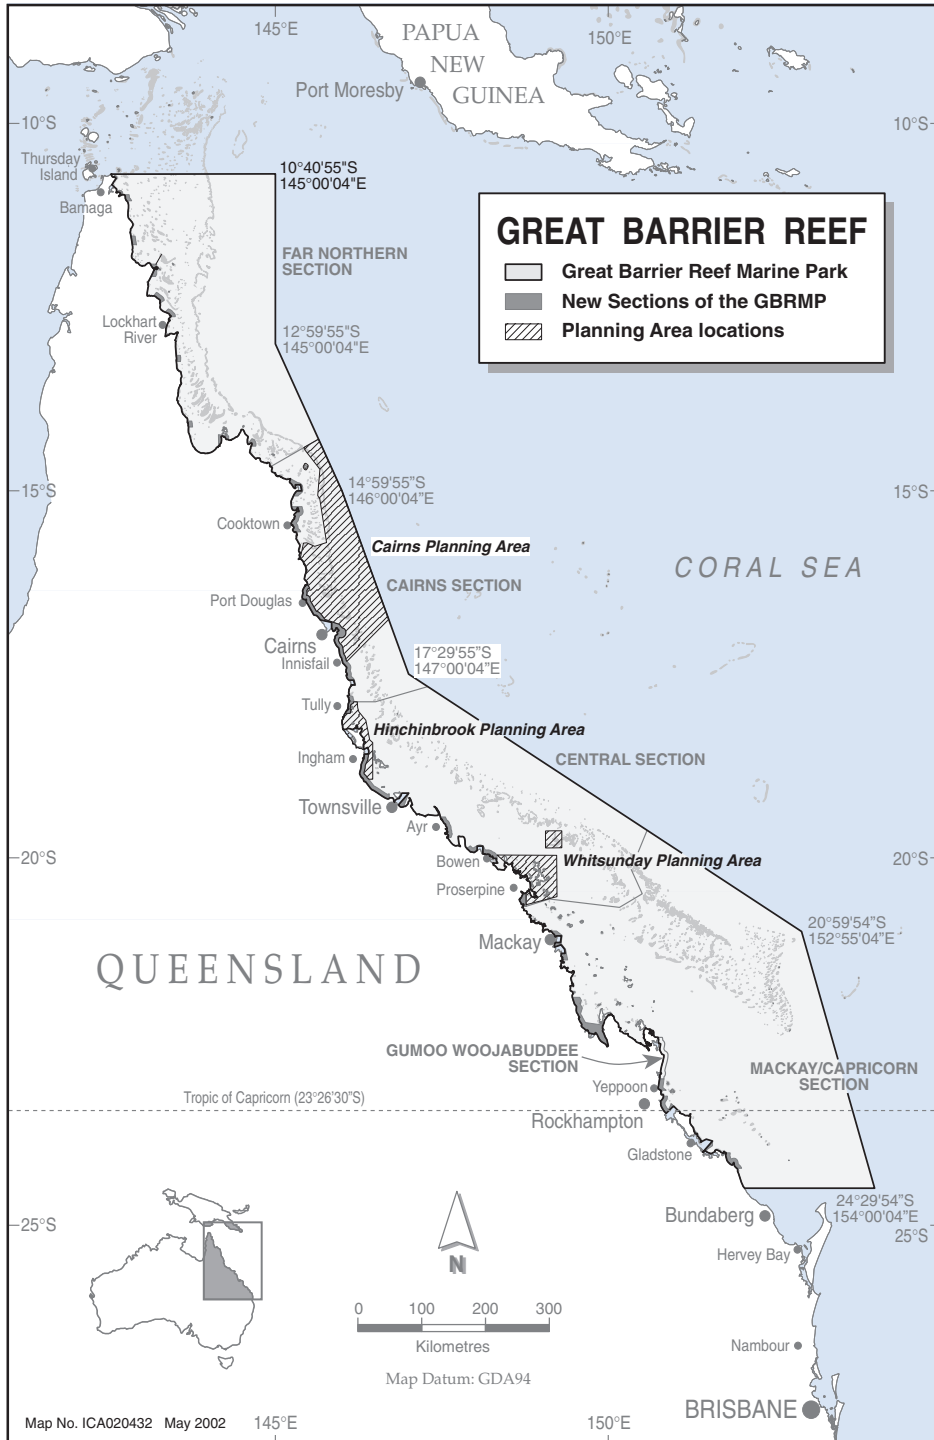 145°E
150°E
PAPUA
NEW
GUINEA
Port Moresby
10°S
10°S
Thursday
Island
Bamaga
10°40'55"S
145°00'04"E
GREAT BARRIER REEF
Great Barrier Reef Marine Park
New Sections of the GBRMP
Planning Area locations
FAR NORTHERN
SECTION
Lockhart
River
12°59'55"S
145°00'04"E
15°S
15°S
14°59'55”S
146°00'04”E
Cooktown
Cairns Planning Area
CORAL SEA
CAIRNS SECTION
Port Douglas
Cairns
Innisfail
17°29'55”S
147°00'04”E
Tully
Hinchinbrook Planning Area
Ingham
CENTRAL SECTION
Townsville
Ayr
20°S
20°S
Bowen
Whitsunday Planning Area
Proserpine
20°59'54”S
152°55'04”E
Mackay
QUEENSLAND
GUMOO WOOJABUDDEE
SECTION
MACKAY/CAPRICORN
SECTION
Yeppoon
Tropic of Capricorn (23°26'30”S)
Rockhampton
Gladstone
24°29'54”S
154°00'04”E
Bundaberg
25°S
25°S
Hervey Bay
N
0 100 200 300
Kilometres
Map Datum: GDA94
Nambour
BRISBANE
Map No. ICA020432 May 2002
145°E
150°E